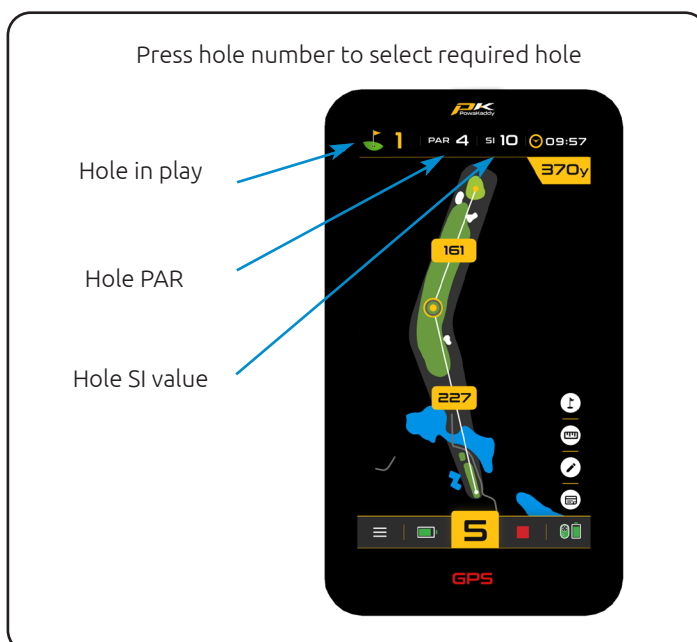 Press hole number to select required hole
PK
PowaKaddy
1 PAR 4 SI 10 09:57
370y
Hole in play
161
Hole PAR
Hole SI value
227
5
GPS